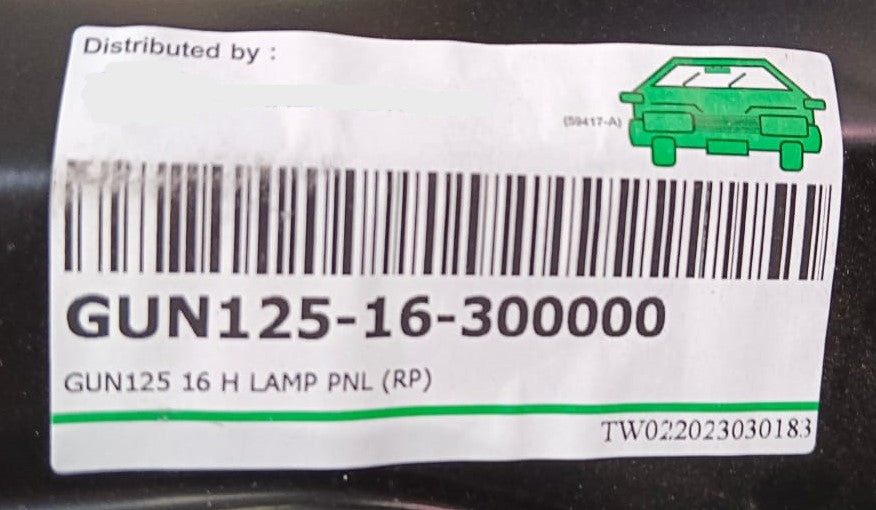 Distributed by :
(59417-A)
GUN125-16-300000
GUN125 16 H LAMP PNL (RP)
TW022023030183